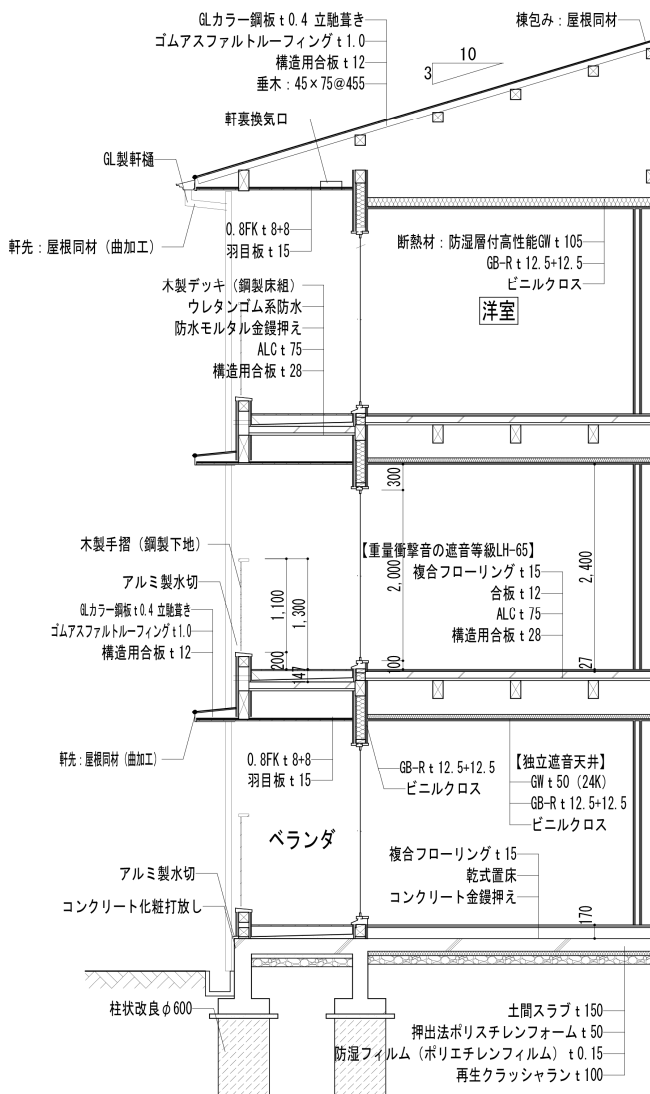 GLカラー鋼板 t 0.4 立馳葺き
ゴムアスファルトルーフィング t 1.0
構造用合板 t 12
垂木：45×75@455
棟包み：屋根同材
10
3
軒裏換気口
GL製軒樋
軒先：屋根同材（曲加工）
0.8FK t 8+8
羽目板 t 15
断熱材：防湿層付高性能GW t 105
GB-R t 12.5+12.5
ビニルクロス
洋室
木製デッキ（鋼製床組）
ウレタンゴム系防水
防水モルタル金鏝押え
ALC t 75
構造用合板 t 28
300
2,000
2,400
【重量衝撃音の遮音等級LH-65】
複合フローリング t 15
合板 t 12
ALC t 75
構造用合板 t 28
木製手摺（鋼製下地）
アルミ製水切
GLカラー鋼板 t 0.4 立馳葺き
ゴムアスファルトルーフィング t1.0
構造用合板 t 12
1,100
1,300
200
147
100
27
軒先：屋根同材（曲加工）
0.8FK t 8+8
羽目板 t 15
GB-R t 12.5+12.5
ビニルクロス
【独立遮音天井】
GW t 50 (24K)
GB-R t 12.5+12.5
ビニルクロス
ベランダ
複合フローリング t 15
乾式置床
コンクリート金鏝押え
170
アルミ製水切
コンクリート化粧打放し
柱状改良φ600
土間スラブ t 150
押出法ポリスチレンフォーム t 50
防湿フィルム（ポリエチレンフィルム） t 0.15
再生クラッシャラン t 100